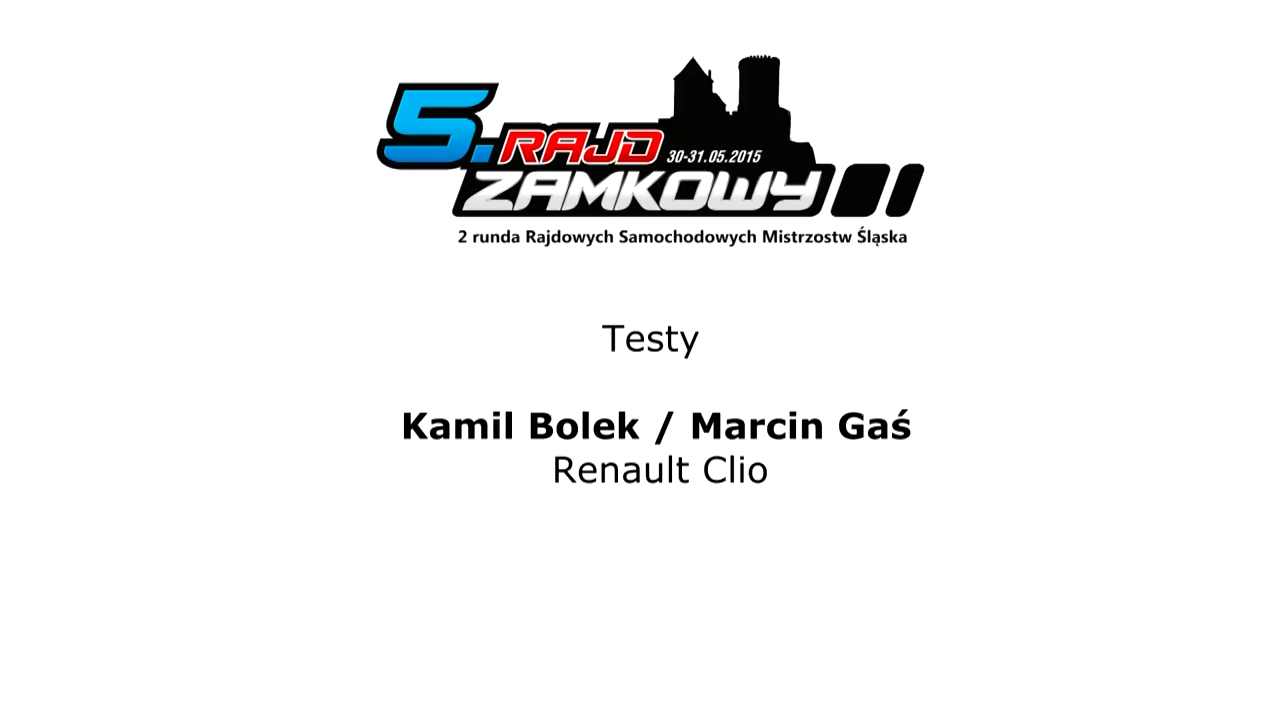 5. RAJD
30-31.05.2015
ZAMKOWY
2 runda Rajdowych Samochodowych Mistrzostw Śląska
Testy
Kamil Bolek / Marcin Gaś
Renault Clio